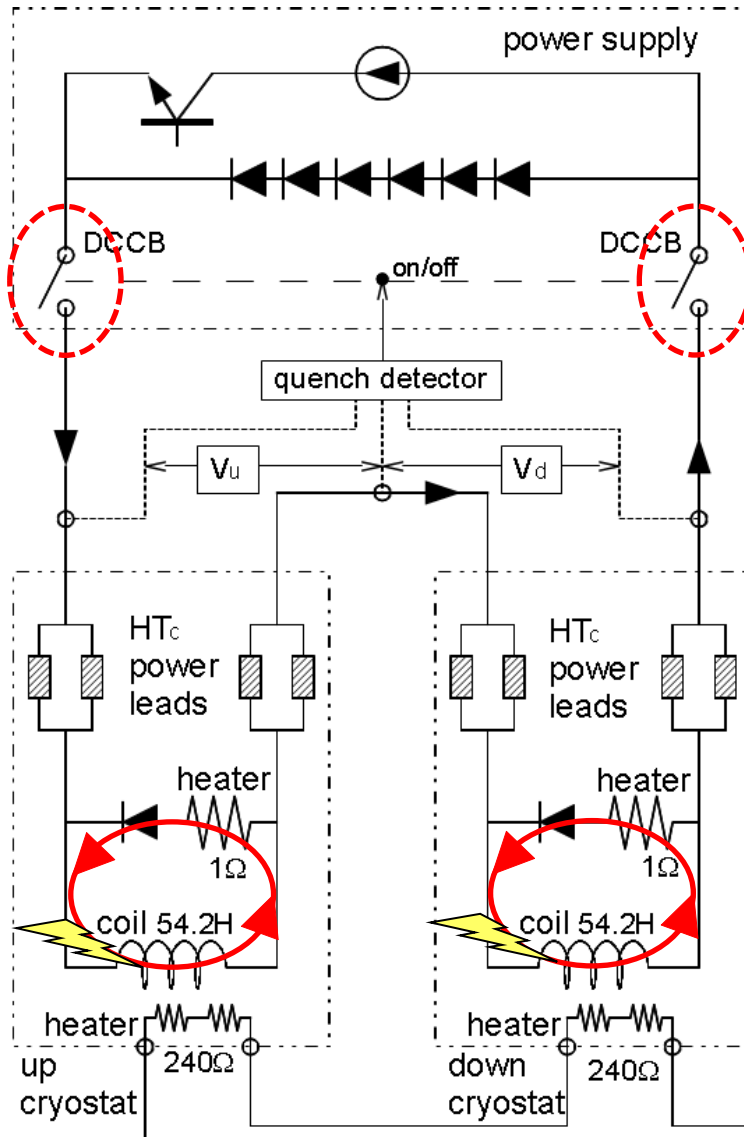 power supply
DCCB
DCCB
on/off
quench detector
Vu
Vd
HTc
power
leads
HTc
power
leads
heater
1Ω
coil 54.2H
heater
1Ω
coil 54.2H
heater
240Ω
up
cryostat
heater
240Ω
down
cryostat